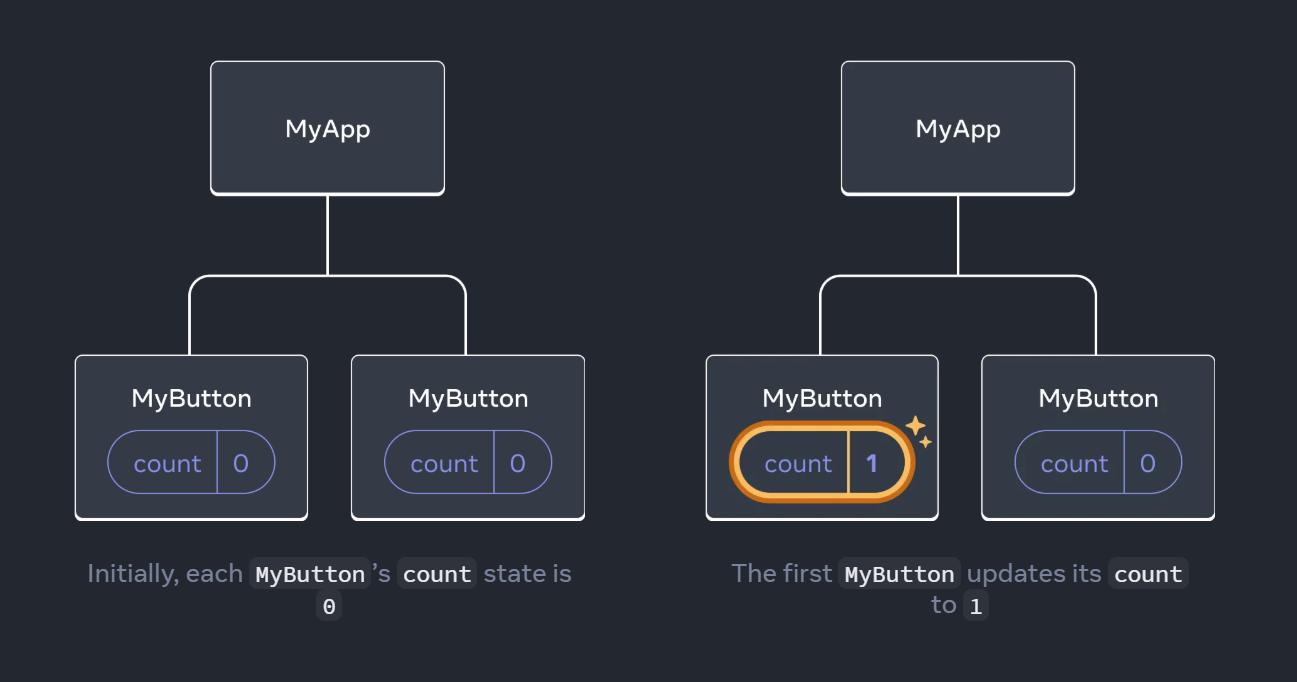 MyApp
MyButton
count 0
MyButton
count 0
Initially, each MyButton’s count state is
0
MyApp
MyButton
count 1
MyButton
count 0
The first MyButton updates its count
to 1